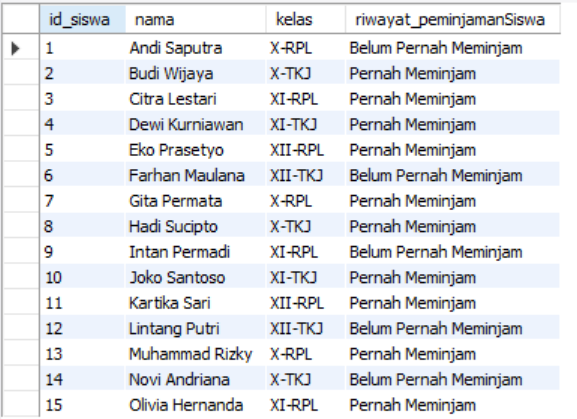 id_siswa nama kelas riwayat_peminjamanSiswa
1 Andi Saputra X-RPL Belum Pernah Meminjam
2 Budi Wijaya X-TKJ Pernah Meminjam
3 Citra Lestari XI-RPL Pernah Meminjam
4 Dewi Kurniawan XI-TKJ Pernah Meminjam
5 Eko Prasetyo XII-RPL Pernah Meminjam
6 Farhan Maulana XII-TKJ Belum Pernah Meminjam
7 Gita Permata X-RPL Pernah Meminjam
8 Hadi Sucipto X-TKJ Pernah Meminjam
9 Intan Permadi XI-RPL Belum Pernah Meminjam
10 Joko Santoso XI-TKJ Pernah Meminjam
11 Kartika Sari XII-RPL Pernah Meminjam
12 Lintang Putri XII-TKJ Belum Pernah Meminjam
13 Muhammad Rizky X-RPL Pernah Meminjam
14 Novi Andriana X-TKJ Belum Pernah Meminjam
15 Olivia Hernanda XI-RPL Pernah Meminjam